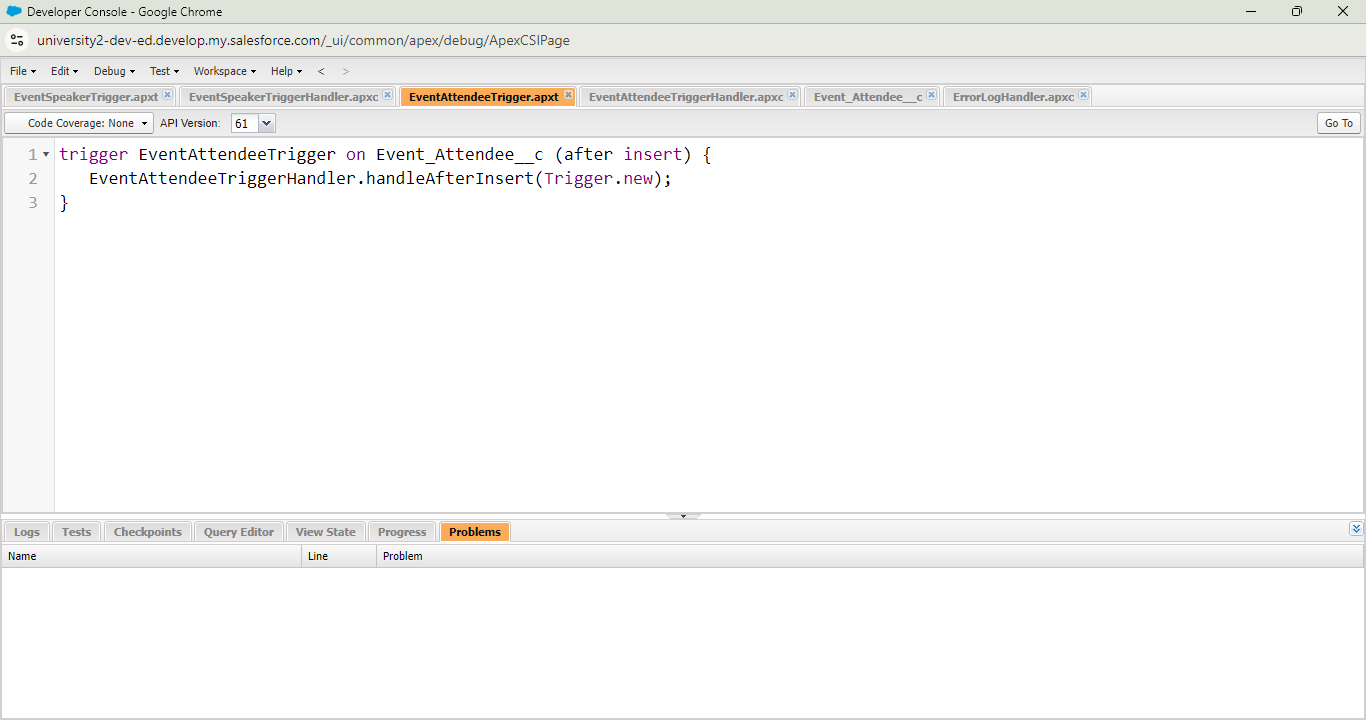 Developer Console - Google Chrome
university2-dev-ed.develop.my.salesforce.com/_ui/common/apex/debug/ApexCSIPage
File Edit Debug Test Workspace Help < >
EventSpeakerTrigger.apxt EventSpeakerTriggerHandler.apxc EventAttendeeTrigger.apxt EventAttendeeTriggerHandler.apxc Event_Attendee__c ErrorLogHandler.apxc
Code Coverage: None API Version: 61 Go To
1 trigger EventAttendeeTrigger on Event_Attendee__c (after insert) {
2 EventAttendeeTriggerHandler.handleAfterInsert(Trigger.new);
3 }
Logs Tests Checkpoints Query Editor View State Progress Problems
Name Line Problem